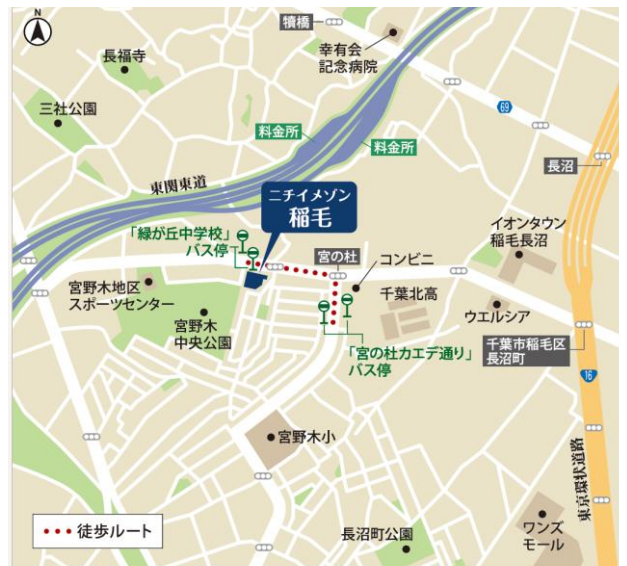 N
犢橋
幸有会
記念病院
長福寺
三社公園
69
料金所
料金所
長沼
東関東道
ニチイメゾン
稲毛
「緑が丘中学校」
バス停
イオンタウン
稲毛長沼
宮の杜
コンビニ
宮野木地区
スポーツセンター
千葉北高
ウエルシア
宮野木
中央公園
千葉市稲毛区
長沼町
「宮の杜カエデ通り」
バス停
16
宮野木小
東京環状道路
徒歩ルート
長沼町公園
ワンズ
モール